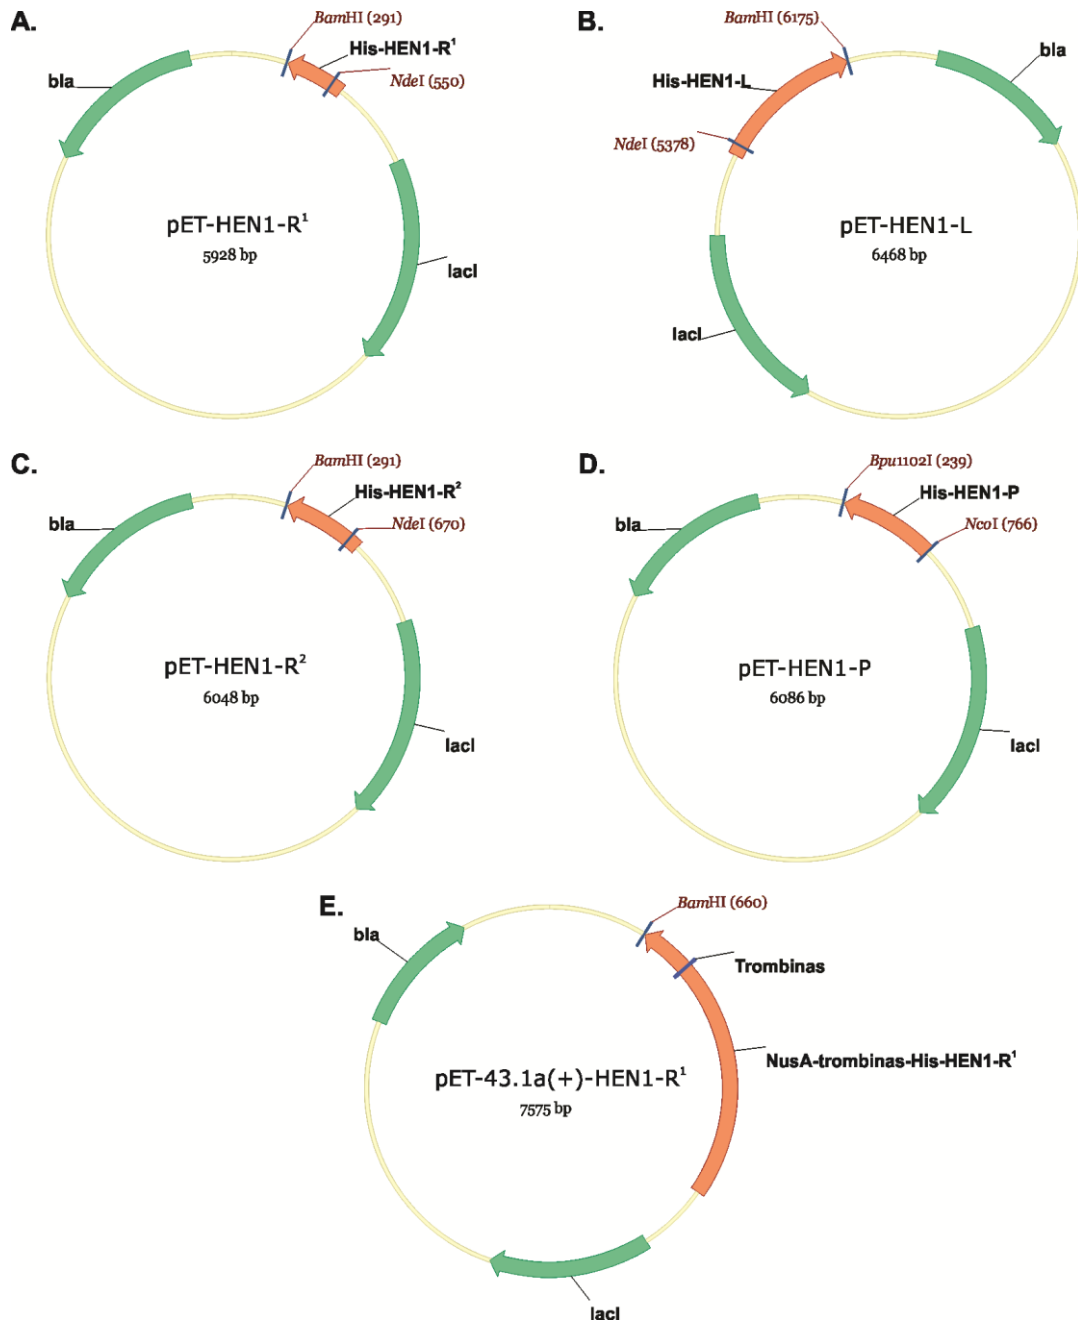 A.
BamHI (291)
His-HEN1-R¹
NdeI (550)
bla
pET-HEN1-R¹
5928 bp
lacI
B.
BamHI (6175)
bla
His-HEN1-L
NdeI (5378)
pET-HEN1-L
6468 bp
lacI
C.
BamHI (291)
His-HEN1-R²
NdeI (670)
bla
pET-HEN1-R²
6048 bp
lacI
D.
Bpu1102I (239)
His-HEN1-P
NcoI (766)
bla
pET-HEN1-P
6086 bp
lacI
E.
BamHI (660)
bla
Trombinas
NusA-trombinas-His-HEN1-R¹
pET-43.1a(+)-HEN1-R¹
7575 bp
lacI